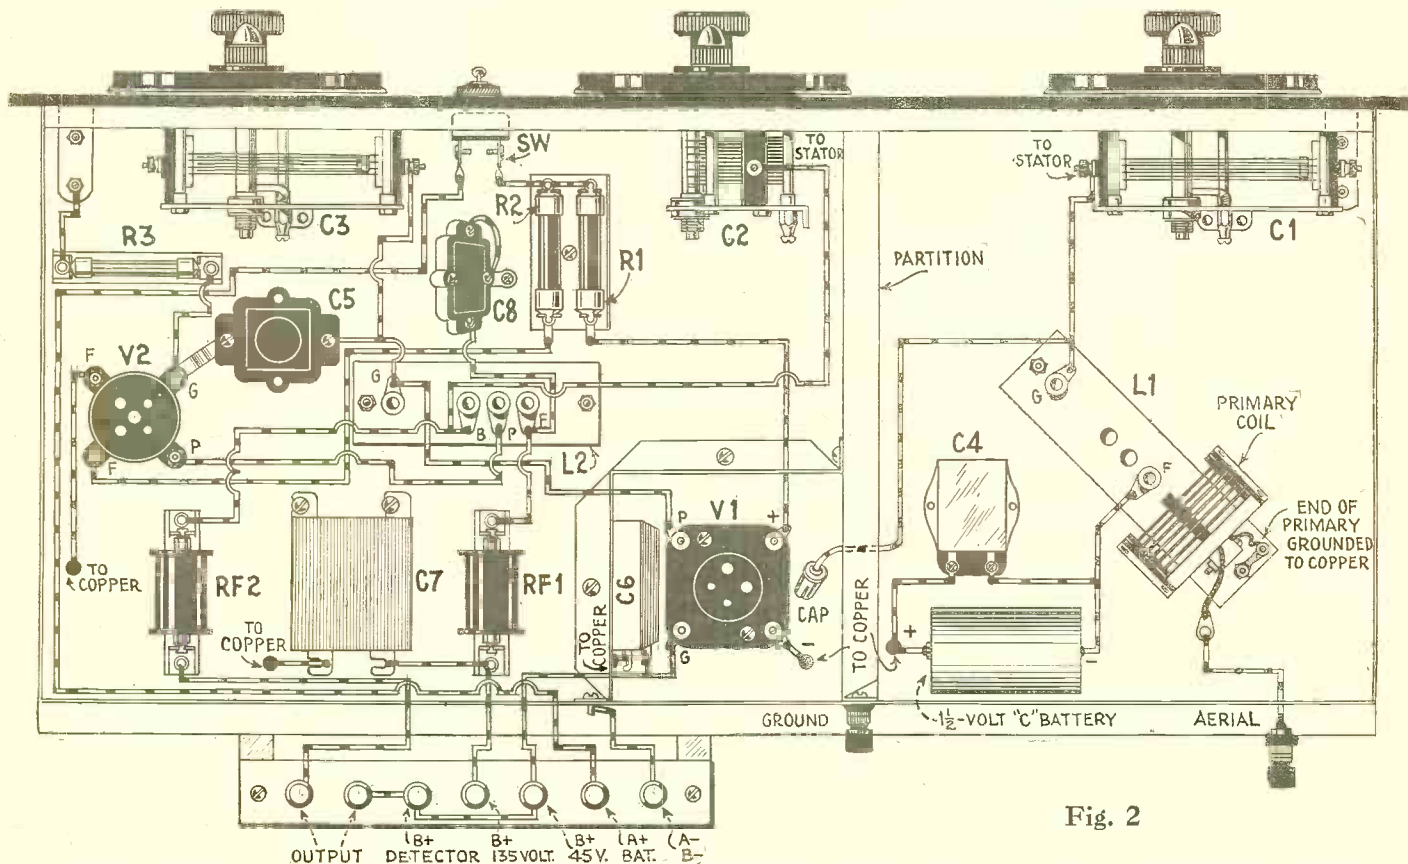 SW
TO
STATOR
TO
STATOR
R2
C3
C2
C1
R3
R1
PARTITION
C5
C8
V2
F
G
G
G
L1
B
P
E
PRIMARY
COIL
F
P
L2
C4
F
V1
P
+
END OF
PRIMARY
GROUNDED
TO COPPER
TO
COPPER
RF2
C7
RF1
C6
CAP
TO
COPPER
TO
COPPER
G
-
TO COPPER
+
-
GROUND
1½-VOLT "C" BATTERY
AERIAL
Fig. 2
OUTPUT
B+
DETECTOR
B+
135 VOLT.
B+
45 V.
A+
BAT.
A-
B-